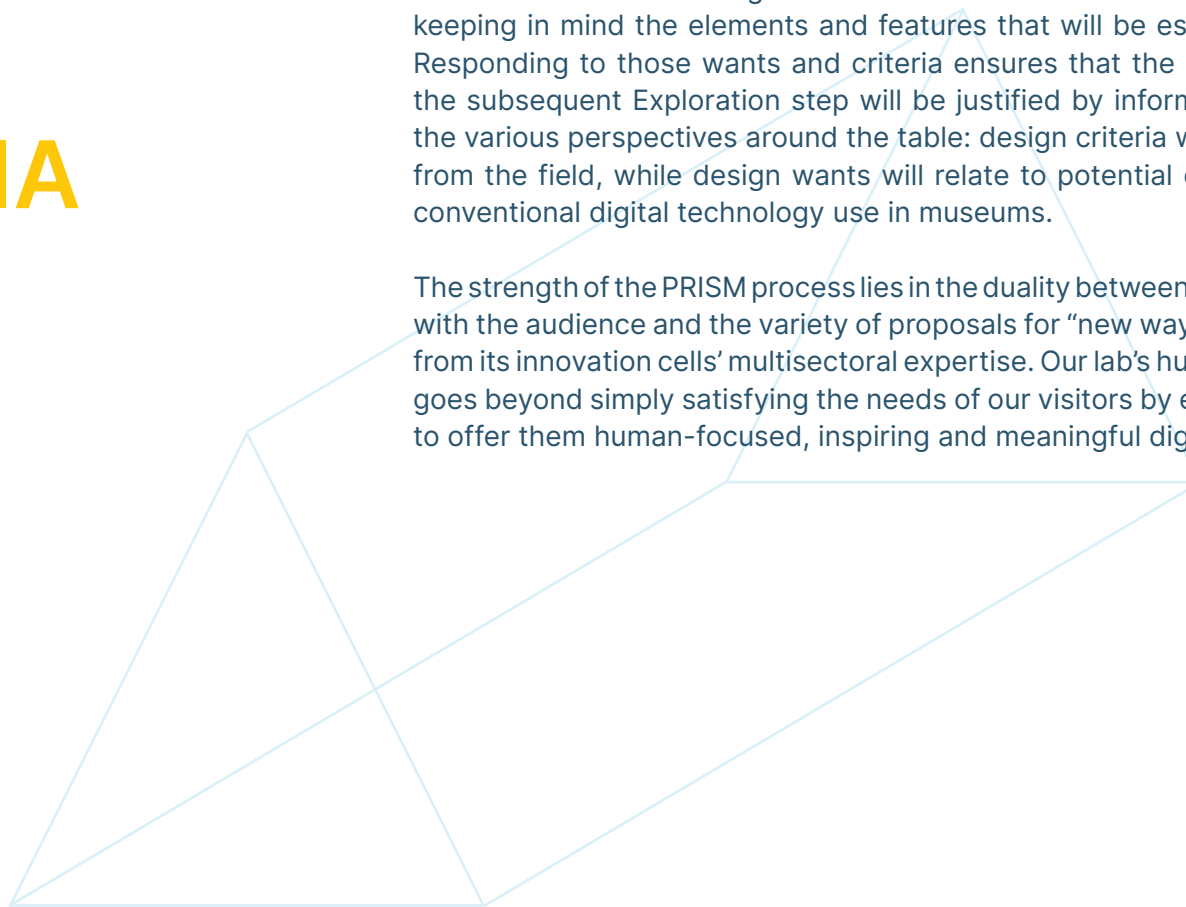 keeping in mind the elements and features that will be
Responding to those wants and criteria ensures that the
the subsequent Exploration step will be justified by
the various perspectives around the table: design criteria
IA
from the field, while design wants will relate to potential
conventional digital technology use in museums.
The strength of the PRISM process lies in the duality between
with the audience and the variety of proposals for “new
from its innovation cells’ multisectoral expertise. Our lab’s
goes beyond simply satisfying the needs of our visitors by
to offer them human-focused, inspiring and meaningful